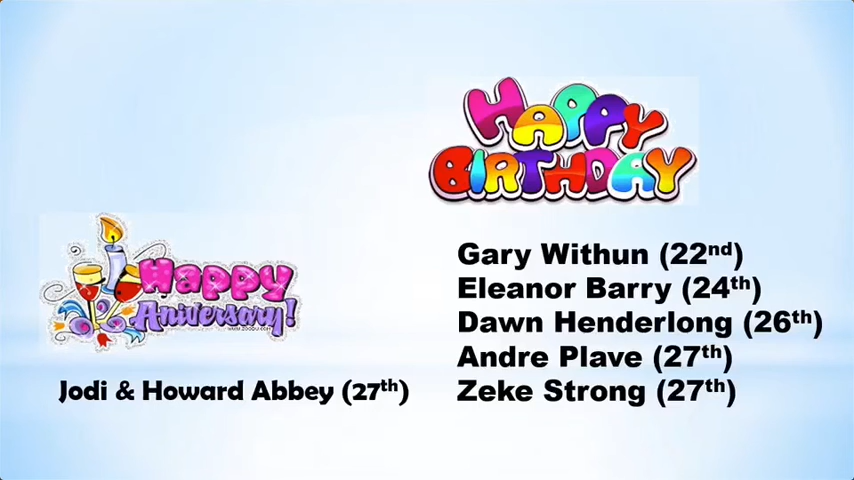 HAPPY
BIRTHDAY
Gary Withun (22nd)
Eleanor Barry (24th)
Dawn Henderlong (26th)
Andre Plave (27th)
Zeke Strong (27th)
Happy
Aniversary!
Jodi & Howard Abbey (27th)